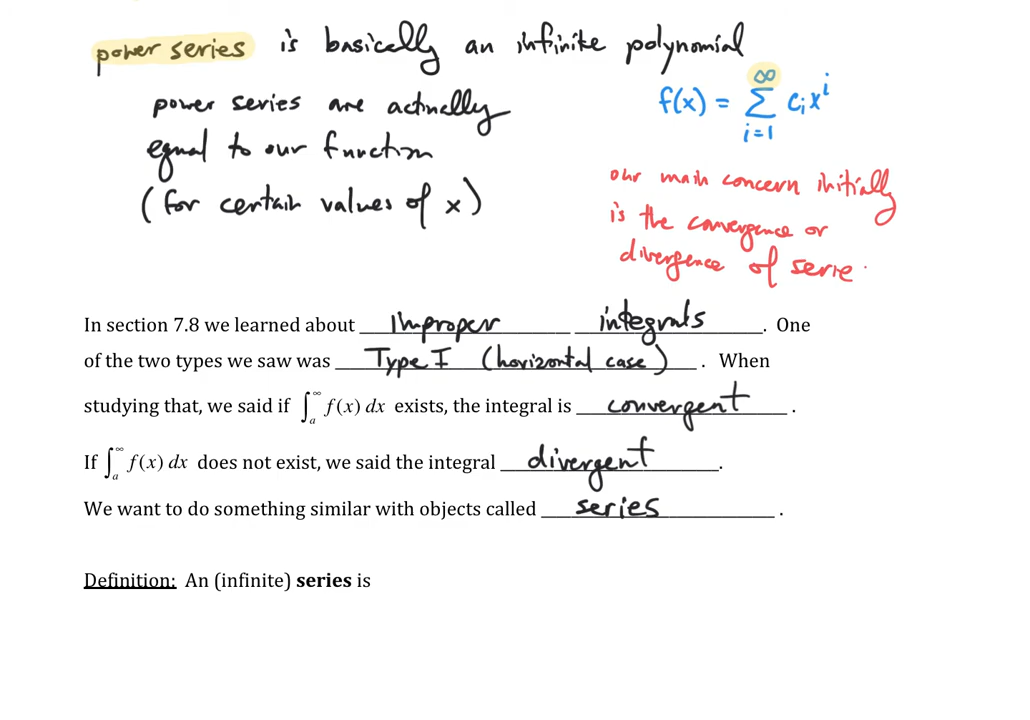 power series is basically an infinite polynomial
power series are actually
equal to our function
(for certain values of x)
f(x) = ∞∑i=1 cᵢxⁱ
our main concern initially
is the convergence or
divergence of serie
In section 7.8 we learned about Improper integrals. One
of the two types we saw was Type I (horizontal case). When
studying that, we said if ∫ₐ^∞ f(x) dx exists, the integral is convergent.
If ∫ₐ^∞ f(x) dx does not exist, we said the integral divergent.
We want to do something similar with objects called series.
Definition: An (infinite) series is